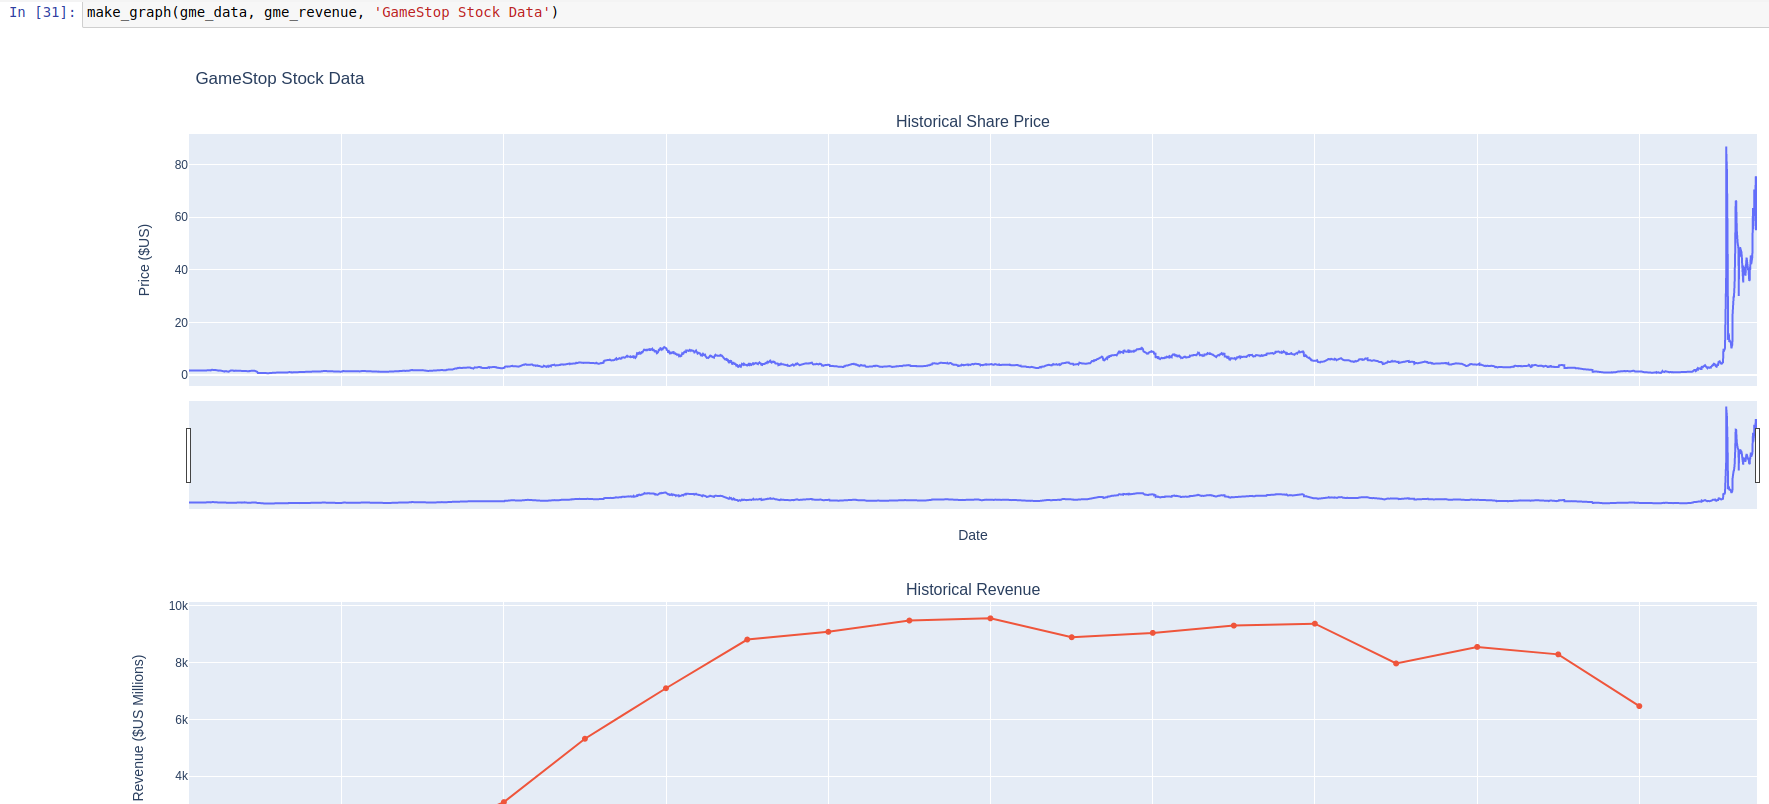 In [31]: make_graph(gme_data, gme_revenue, 'GameStop Stock Data')
GameStop Stock Data
Historical Share Price
80
60
40
20
0
Price ($US)
Date
Historical Revenue
10k
8k
6k
4k
Revenue ($US Millions)